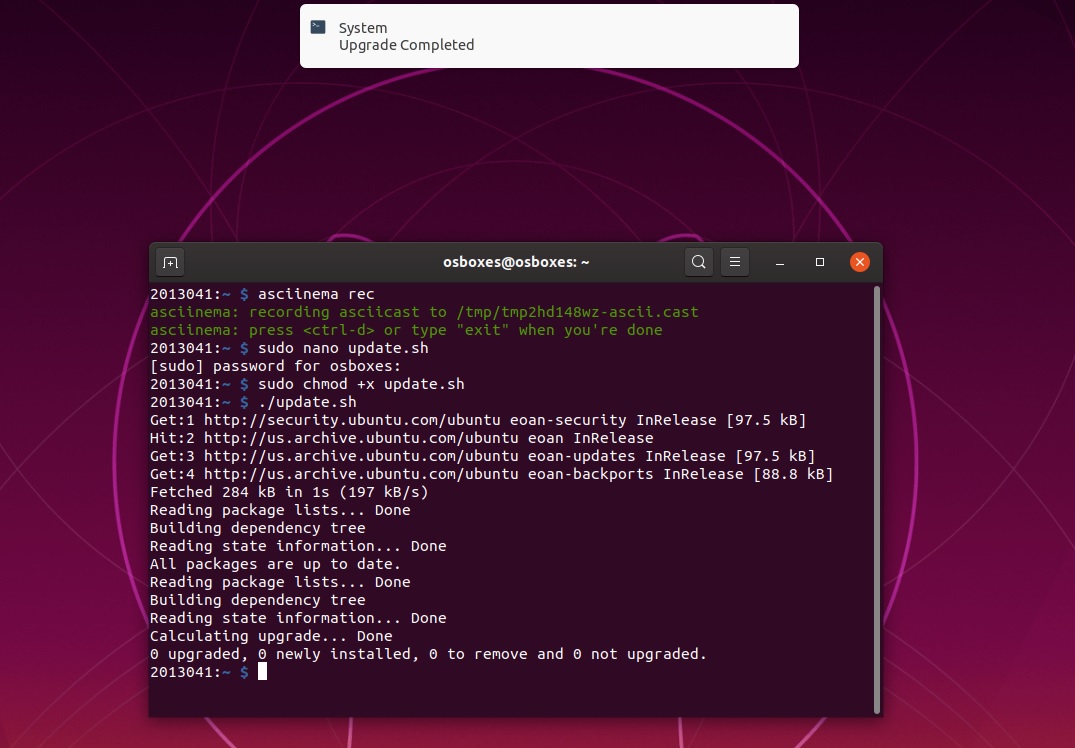 System
Upgrade Completed
osboxes@osboxes: ~
2013041:~ $ asciinema rec
asciinema: recording asciicast to /tmp/tmp2hd148wz-ascii.cast
asciinema: press <ctrl-d> or type "exit" when you're done
2013041:~ $ sudo nano update.sh
[sudo] password for osboxes:
2013041:~ $ sudo chmod +x update.sh
2013041:~ $ ./update.sh
Get:1 http://security.ubuntu.com/ubuntu eoan-security InRelease [97.5 kB]
Hit:2 http://us.archive.ubuntu.com/ubuntu eoan InRelease
Get:3 http://us.archive.ubuntu.com/ubuntu eoan-updates InRelease [97.5 kB]
Get:4 http://us.archive.ubuntu.com/ubuntu eoan-backports InRelease [88.8 kB]
Fetched 284 kB in 1s (197 kB/s)
Reading package lists... Done
Building dependency tree
Reading state information... Done
All packages are up to date.
Reading package lists... Done
Building dependency tree
Reading state information... Done
Calculating upgrade... Done
0 upgraded, 0 newly installed, 0 to remove and 0 not upgraded.
2013041:~ $